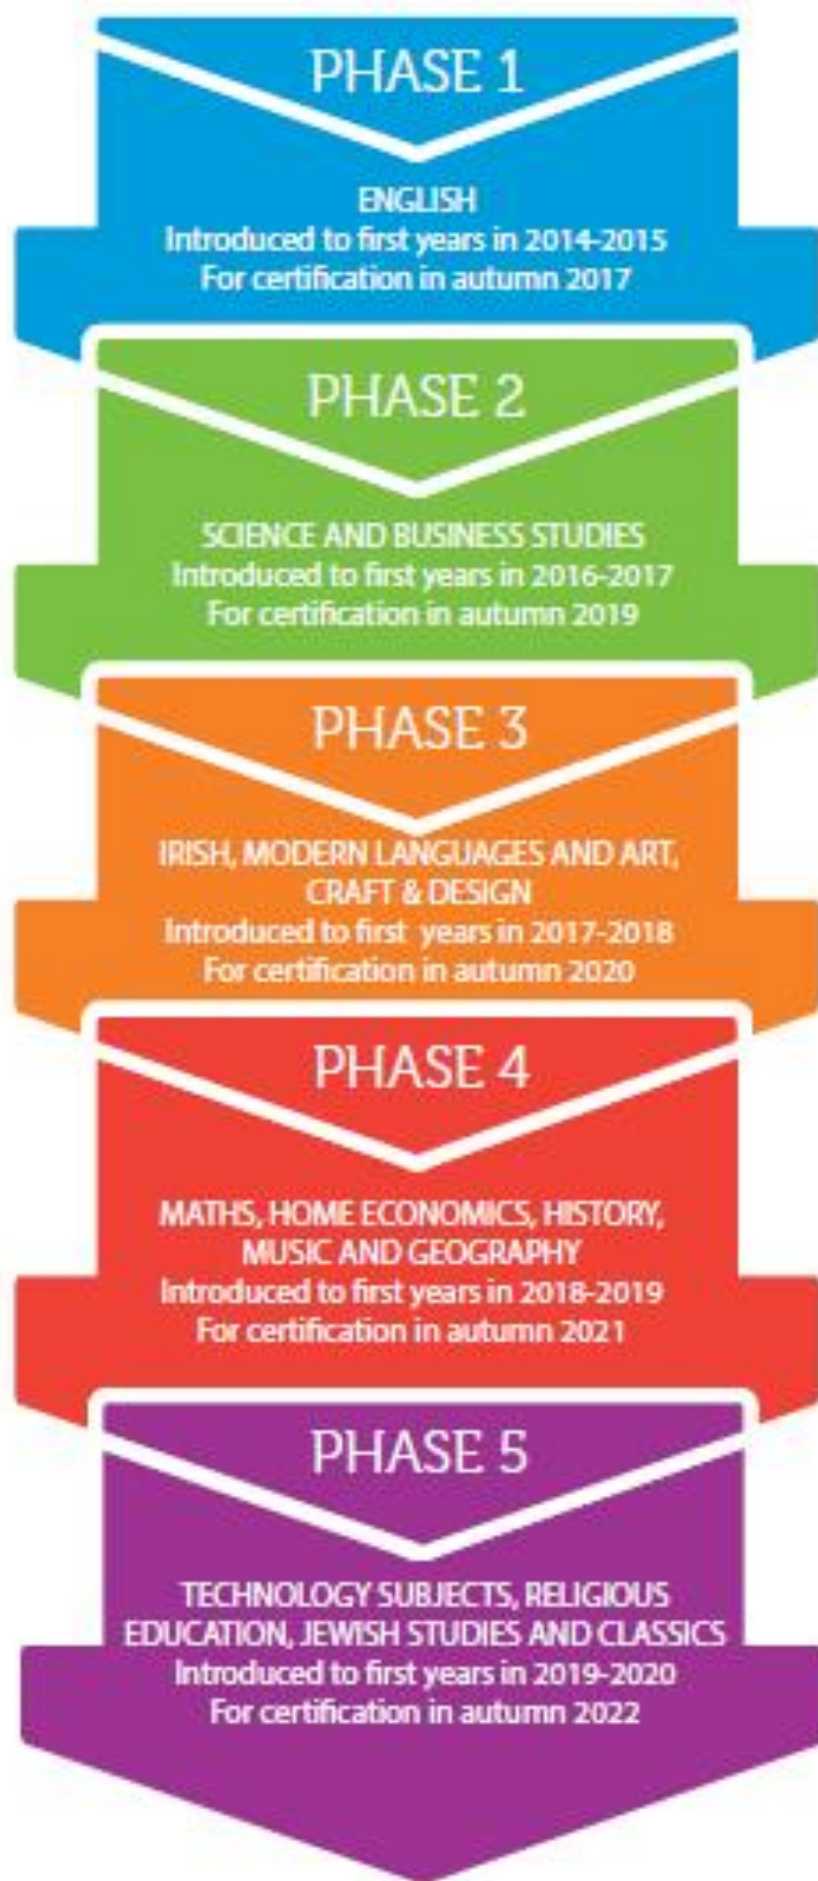 PHASE 1
ENGLISH
Introduced to first years in 2014-2015
For certification in autumn 2017
PHASE 2
SCIENCE AND BUSINESS STUDIES
Introduced to first years in 2016-2017
For certification in autumn 2019
PHASE 3
IRISH, MODERN LANGUAGES AND ART,
CRAFT & DESIGN
Introduced to first years in 2017-2018
For certification in autumn 2020
PHASE 4
MATHS, HOME ECONOMICS, HISTORY,
MUSIC AND GEOGRAPHY
Introduced to first years in 2018-2019
For certification in autumn 2021
PHASE 5
TECHNOLOGY SUBJECTS, RELIGIOUS
EDUCATION, JEWISH STUDIES AND CLASSICS
Introduced to first years in 2019-2020
For certification in autumn 2022